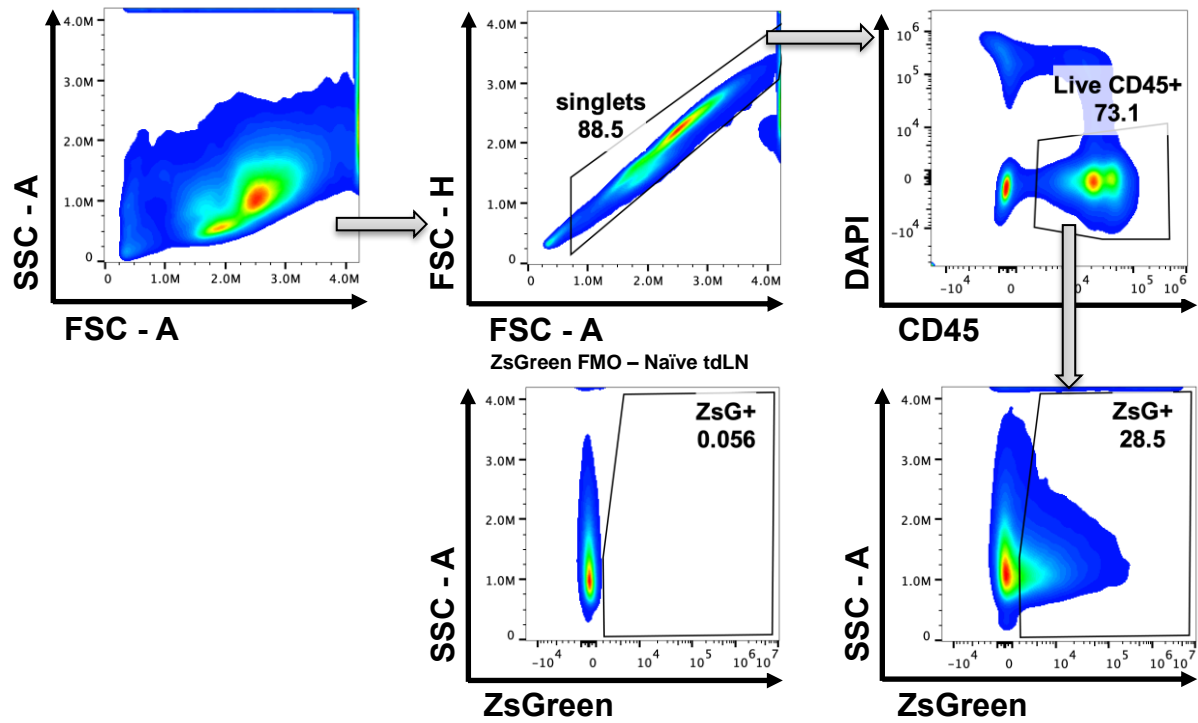 4.0M
3.0M
2.0M
1.0M
0
1.0M
2.0M
3.0M
4.0M
SSC - A
FSC - A
4.0M
3.0M
2.0M
1.0M
0
1.0M
2.0M
3.0M
4.0M
singlets
88.5
FSC - H
FSC - A
10^6
10^5
10^4
0
-10^4
-10^4
0
10^5
10^6
Live CD45+
73.1
DAPI
CD45
ZsGreen FMO – Naïve tdLN
4.0M
3.0M
2.0M
1.0M
0
-10^4
0
10^4
10^5
10^6
10^7
ZsG+
0.056
SSC - A
ZsGreen
4.0M
3.0M
2.0M
1.0M
0
-10^4
0
10^4
10^5
10^6
10^7
ZsG+
28.5
SSC - A
ZsGreen